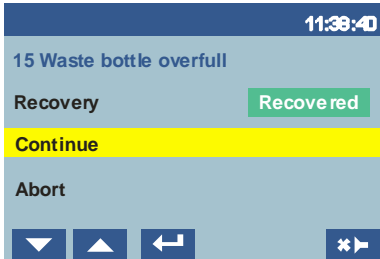 11:38:40
15 Waste bottle overfull
Recovery Recovered
Continue
Abort